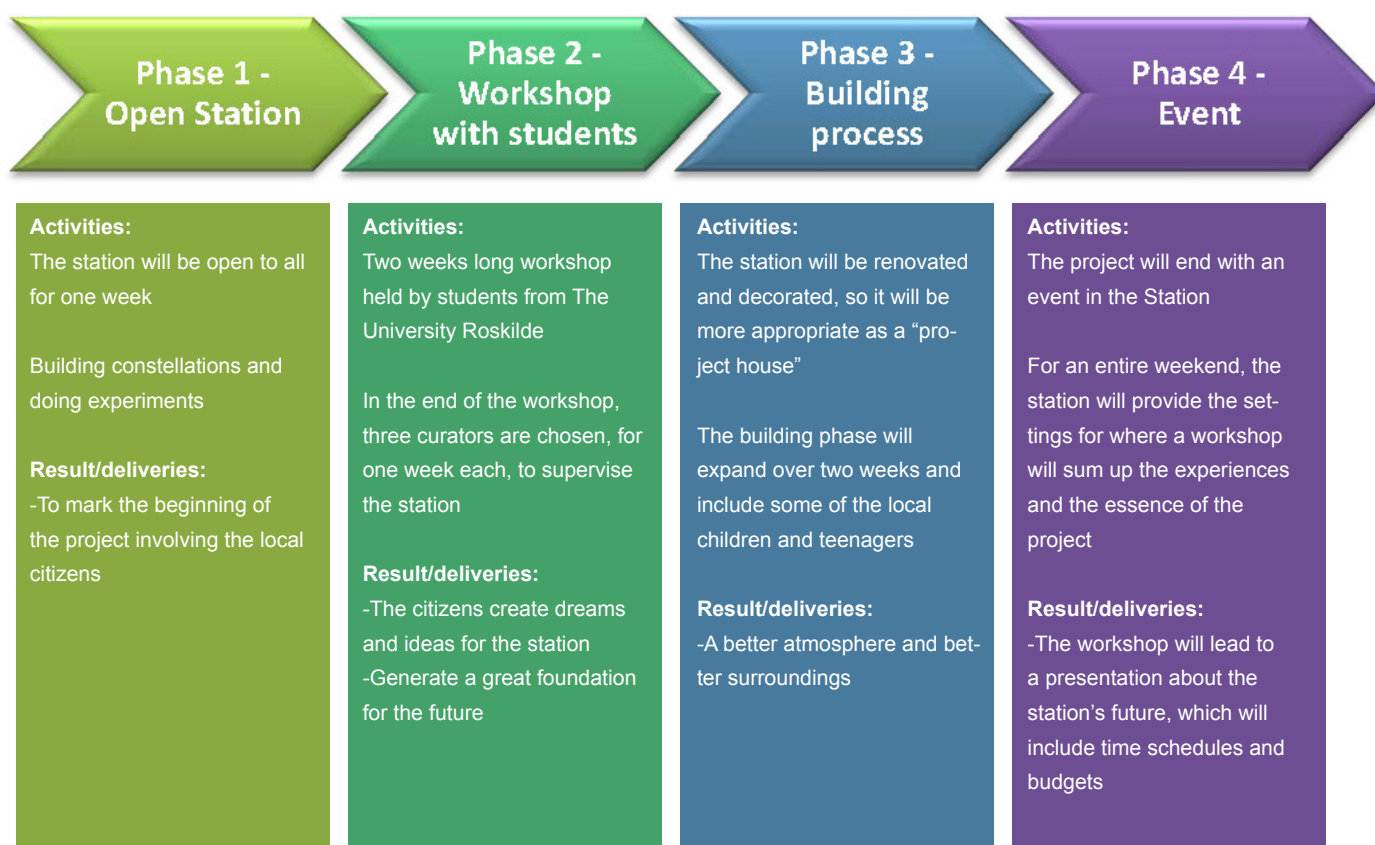 Phase 1 -
Open Station
Phase 2 -
Workshop
with students
Phase 3 -
Building
process
Phase 4 -
Event
Activities:
The station will be open to all
for one week
Building constellations and
doing experiments
Result/deliveries:
-To mark the beginning of
the project involving the local
citizens
Activities:
Two weeks long workshop
held by students from The
University Roskilde
In the end of the workshop,
three curators are chosen, for
one week each, to supervise
the station
Result/deliveries:
-The citizens create dreams
and ideas for the station
-Generate a great foundation
for the future
Activities:
The station will be renovated
and decorated, so it will be
more appropriate as a “pro-
ject house”
The building phase will
expand over two weeks and
include some of the local
children and teenagers
Result/deliveries:
-A better atmosphere and bet-
ter surroundings
Activities:
The project will end with an
event in the Station
For an entire weekend, the
station will provide the set-
tings for where a workshop
will sum up the experiences
and the essence of the
project
Result/deliveries:
-The workshop will lead to
a presentation about the
station’s future, which will
include time schedules and
budgets